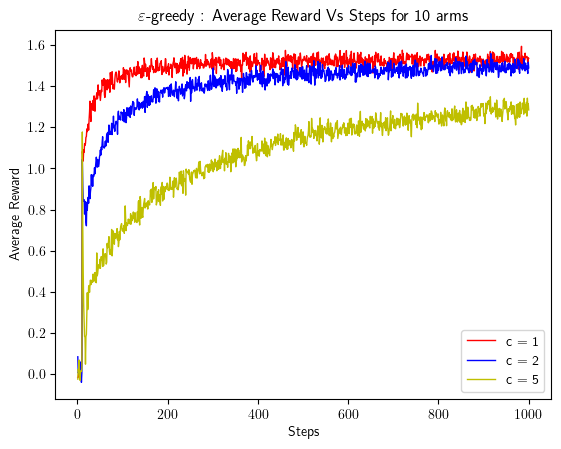 ε-greedy : Average Reward Vs Steps for 10 arms
Average Reward
1.6
1.4
1.2
1.0
0.8
0.6
0.4
0.2
0.0
0 200 400 600 800 1000
Steps
c = 1
c = 2
c = 5